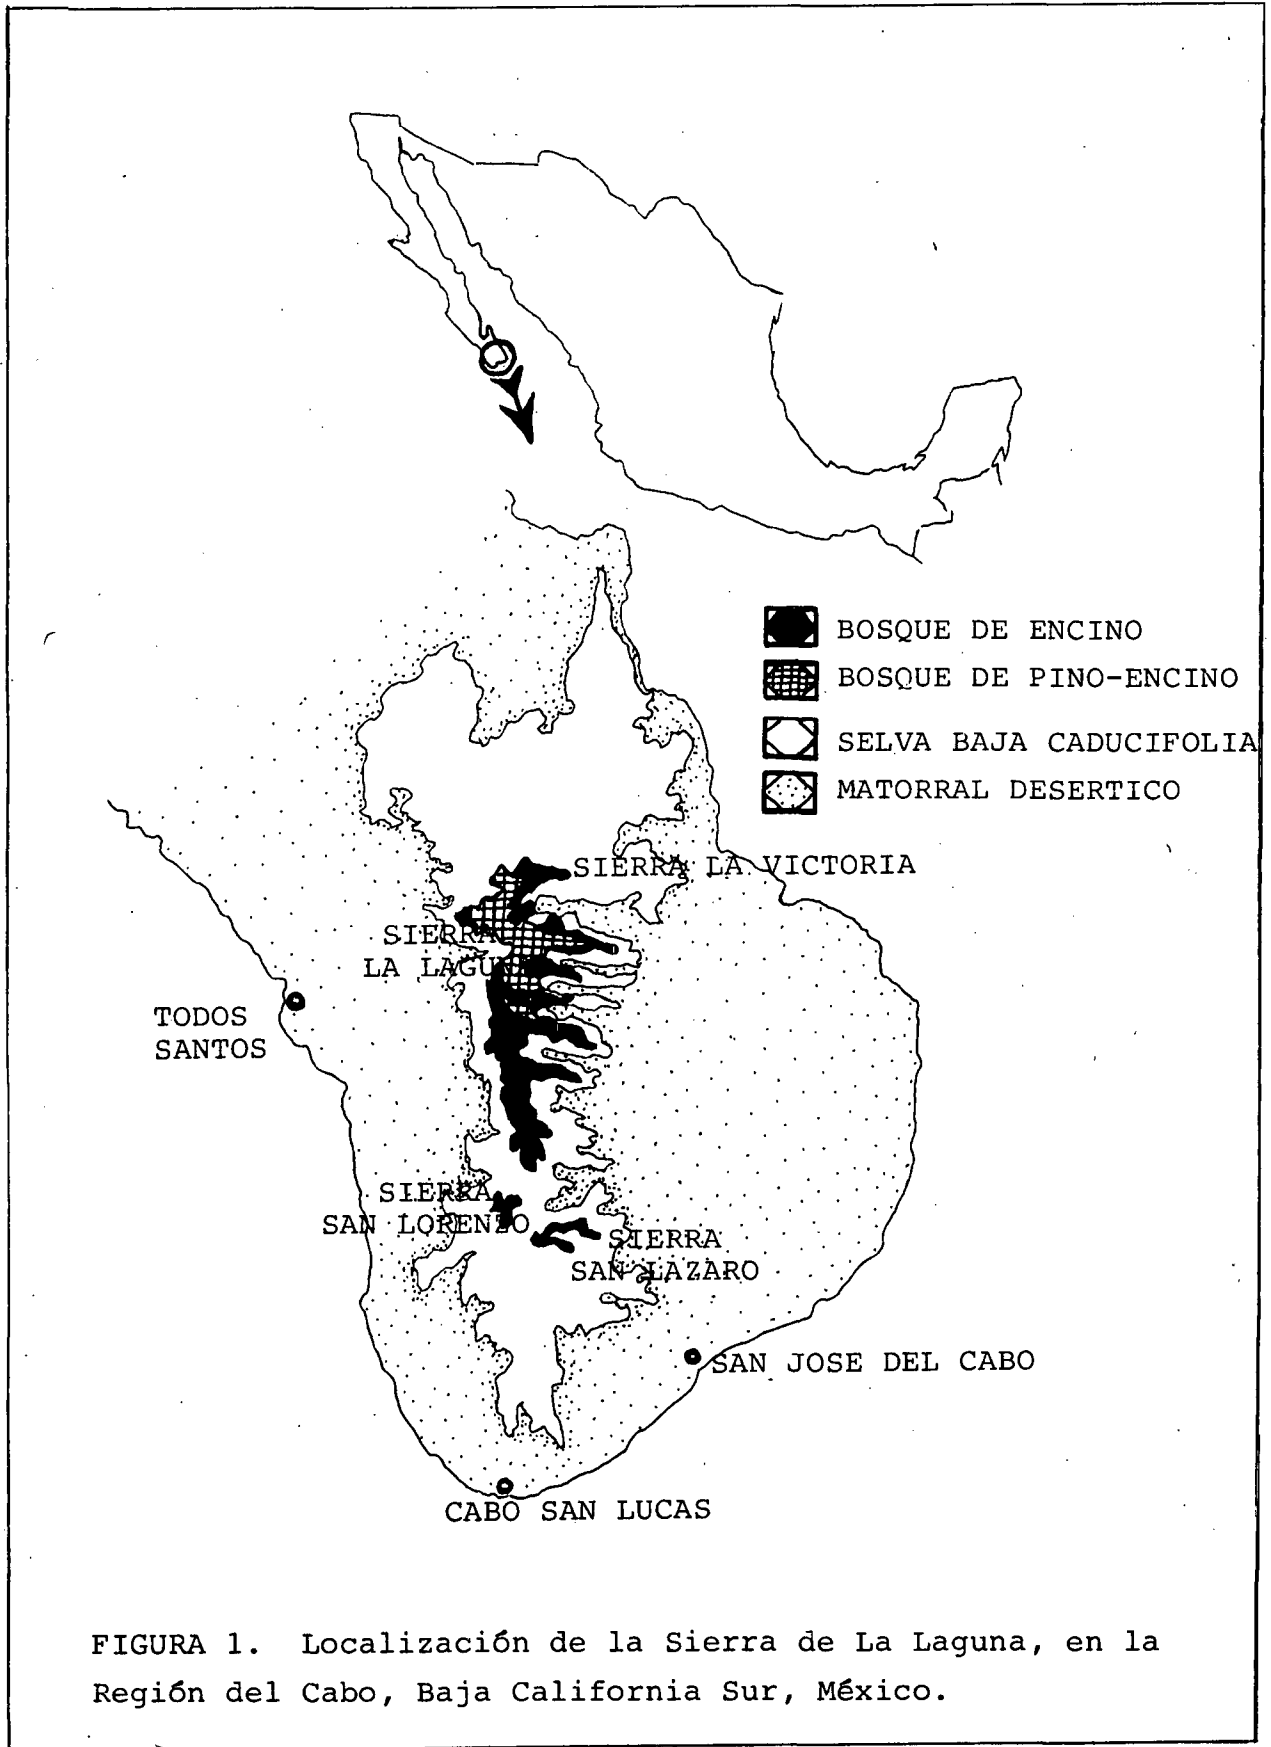 BOSQUE DE ENCINO
BOSQUE DE PINO-ENCINO
SELVA BAJA CADUCIFOLIA
MATORRAL DESERTICO
SIERRA LA VICTORIA
SIERRA
LA LAGUNA
TODOS
SANTOS
SIERRA
SAN LORENZO
SIERRA
SAN LAZARO
SAN JOSE DEL CABO
CABO SAN LUCAS
FIGURA 1. Localización de la Sierra de La Laguna, en la
Región del Cabo, Baja California Sur, México.